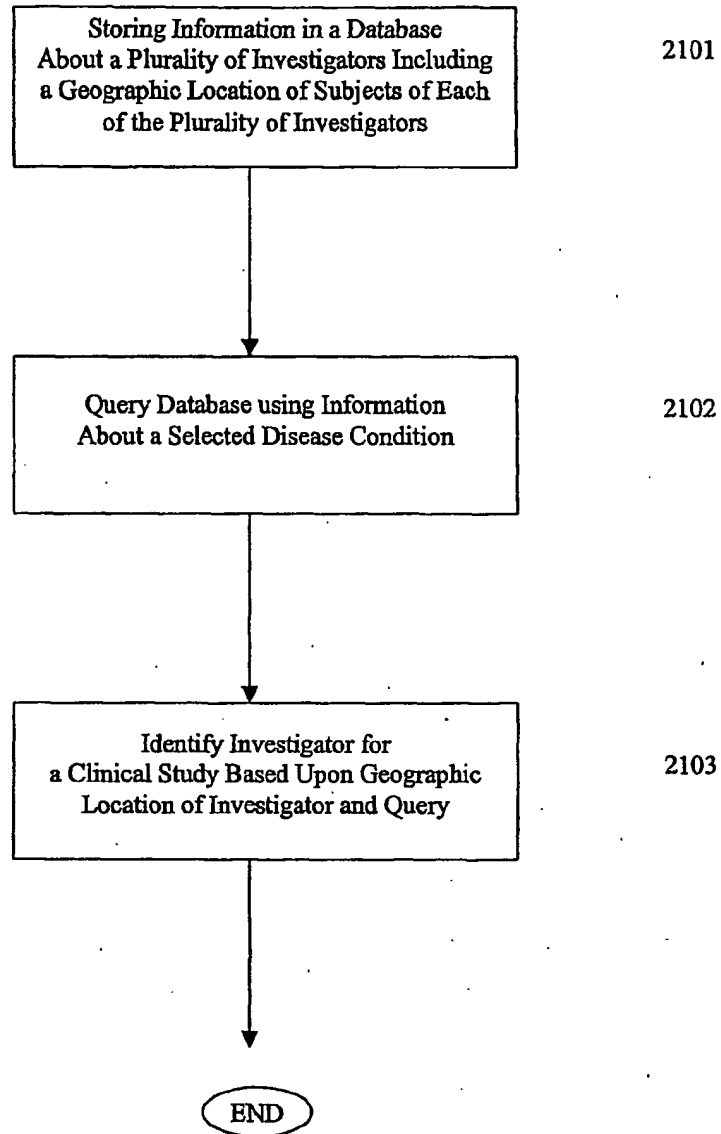 Storing Information in a Database
About a Plurality of Investigators Including
a Geographic Location of Subjects of Each
of the Plurality of Investigators
2101
Query Database using Information
About a Selected Disease Condition
2102
Identify Investigator for
a Clinical Study Based Upon Geographic
Location of Investigator and Query
2103
END